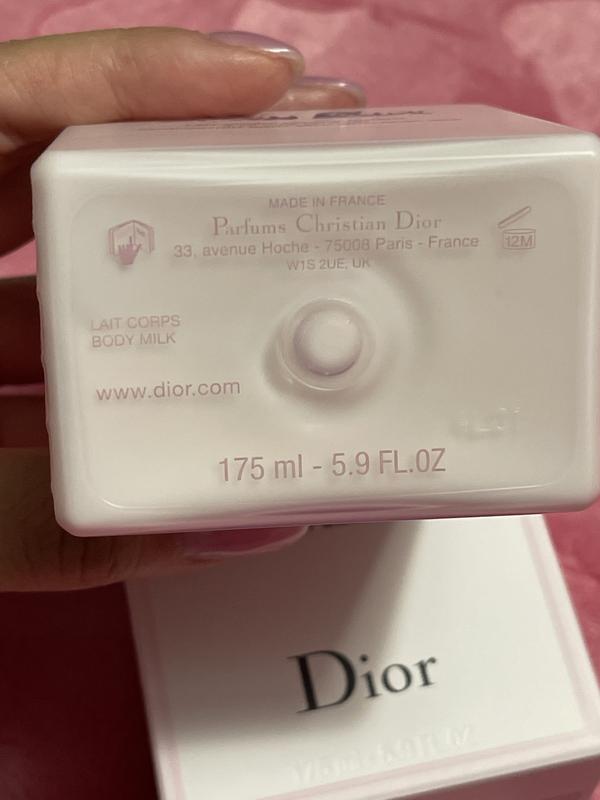 MADE IN FRANCE
Parfums Christian Dior
33, avenue Hoche - 75008 Paris - France
W1S 2UE, UK
12M
LAIT CORPS
BODY MILK
www.dior.com
175 ml - 5.9 FL.OZ
Dior